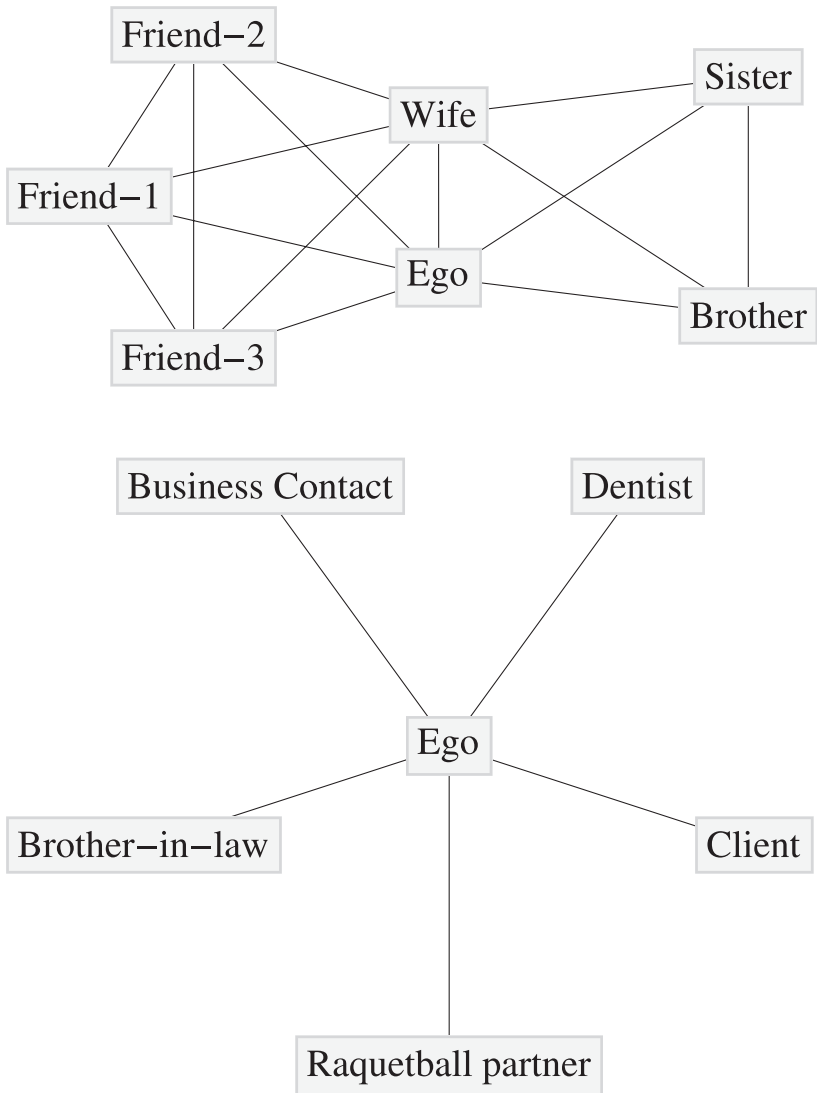 Friend−2
Sister
Wife
Friend−1
Ego
Brother
Friend−3
Business Contact
Dentist
Ego
Brother−in−law
Client
Raquetball partner